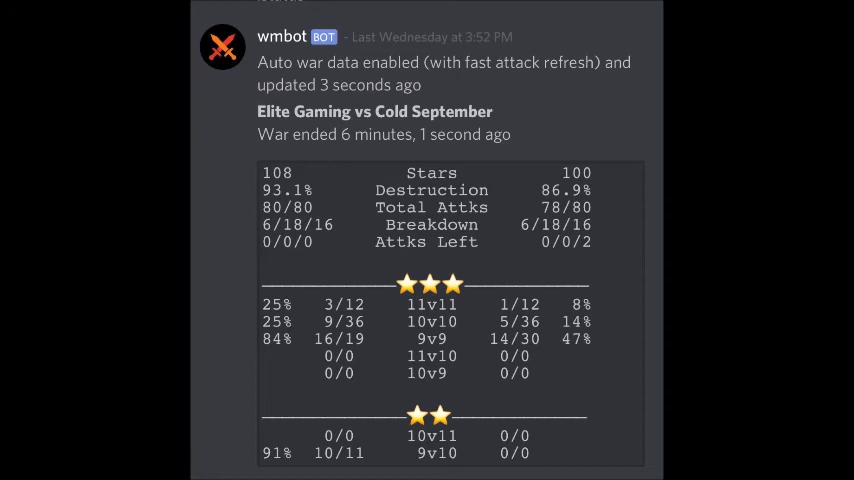 wmbot BOT - Last Wednesday at 3:52 PM
Auto war data enabled (with fast attack refresh) and
updated 3 seconds ago
Elite Gaming vs Cold September
War ended 6 minutes, 1 second ago
108 Stars 100
93.1% Destruction 86.9%
80/80 Total Attks 78/80
6/18/16 Breakdown 6/18/16
0/0/0 Attks Left 0/0/2
25% 3/12 11v11 1/12 8%
25% 9/36 10v10 5/36 14%
84% 16/19 9v9 14/30 47%
0/0 11v10 0/0
0/0 10v9 0/0
0/0 10v11 0/0
91% 10/11 9v10 0/0